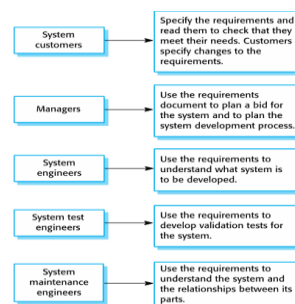 System
customers
Specify the requirements and
read them to check that they
meet their needs. Customers
specify changes to the
requirements.
Managers
Use the requirements
document to plan a bid for
the system and to plan the
system development process.
System
engineers
Use the requirements to
understand what system is
to be developed.
System test
engineers
Use the requirements to
develop validation tests for
the system.
System
maintenance
engineers
Use the requirements to
understand the system and
the relationships between its
parts.